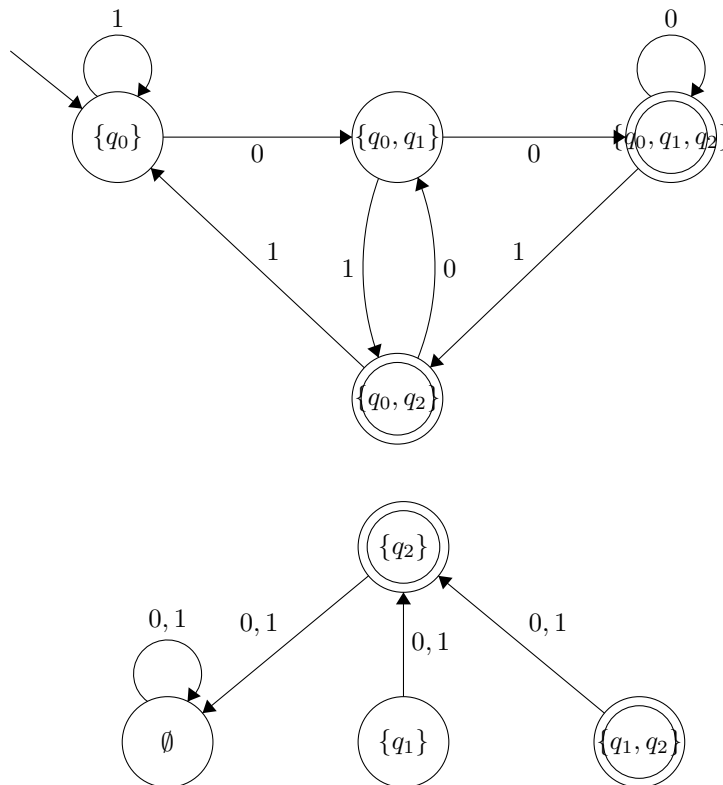 1 0
{q₀} {q₀, q₁} {q₀, q₁, q₂}
0 0
1 1 0 1
{q₀, q₂}
{q₂}
0, 1 0, 1 0, 1 0, 1
∅ {q₁} {q₁, q₂}